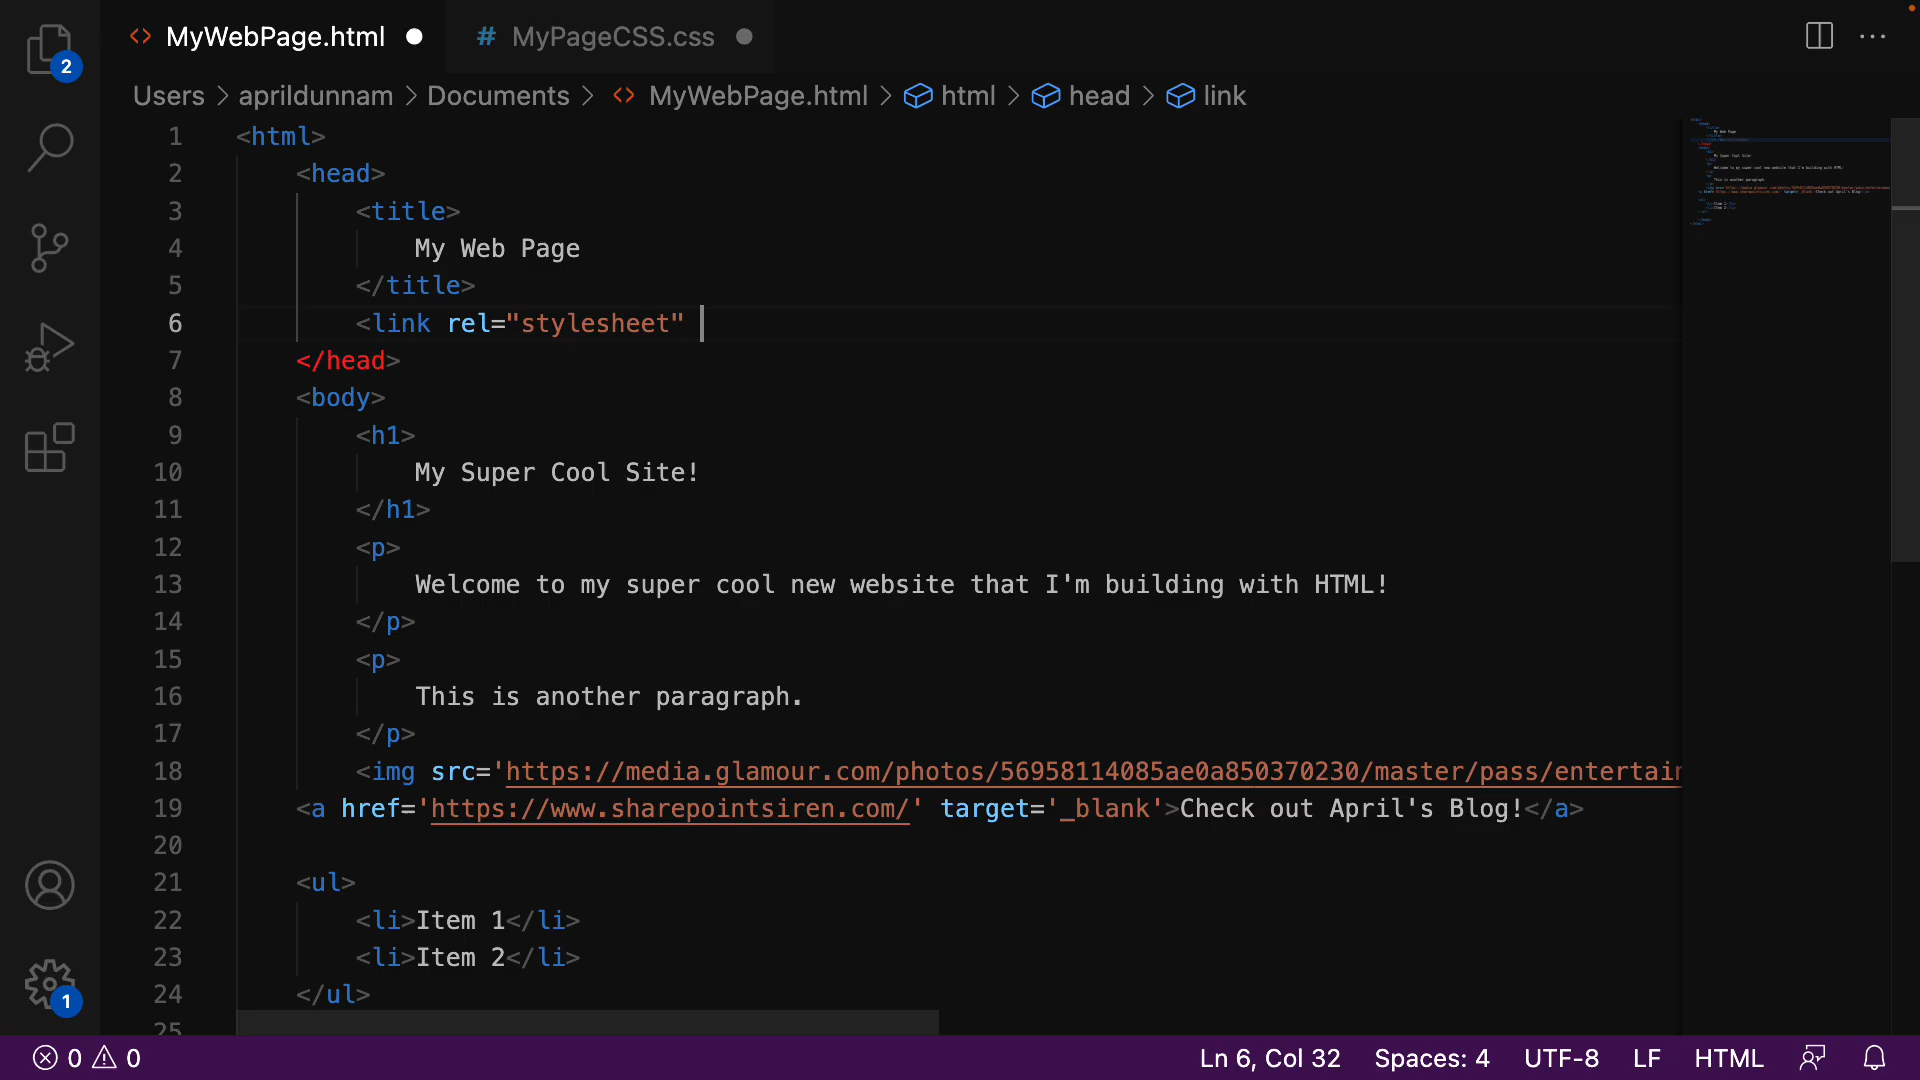 MyWebPage.html
MyPageCSS.css
Users > aprildunnam > Documents > MyWebPage.html > html > head > link
2
1 <html>
2 <head>
3 <title>
4 My Web Page
5 </title>
6 <link rel="stylesheet"
7 </head>
8 <body>
9 <h1>
10 My Super Cool Site!
11 </h1>
12 <p>
13 Welcome to my super cool new website that I'm building with HTML!
14 </p>
15 <p>
16 This is another paragraph.
17 </p>
18 <img src='https://media.glamour.com/photos/56958114085ae0a850370230/master/pass/entertain
19 <a href='https://www.sharepointsiren.com/' target='_blank'>Check out April's Blog!</a>
20
21 <ul>
22 <li>Item 1</li>
23 <li>Item 2</li>
24 </ul>
25
1
0 0 Ln 6, Col 32 Spaces: 4 UTF-8 LF HTML